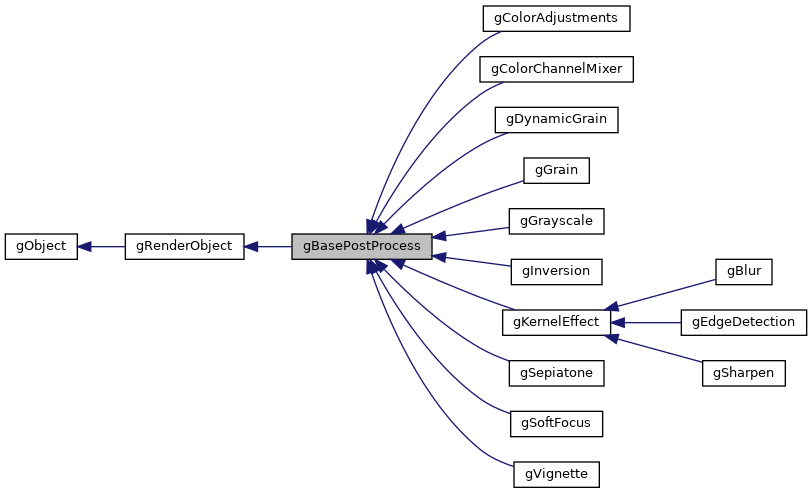 gColorAdjustments
gColorChannelMixer
gDynamicGrain
gGrain
gGrayscale
gObject
gRenderObject
gBasePostProcess
gInversion
gBlur
gKernelEffect
gEdgeDetection
gSepiatone
gSharpen
gSoftFocus
gVignette